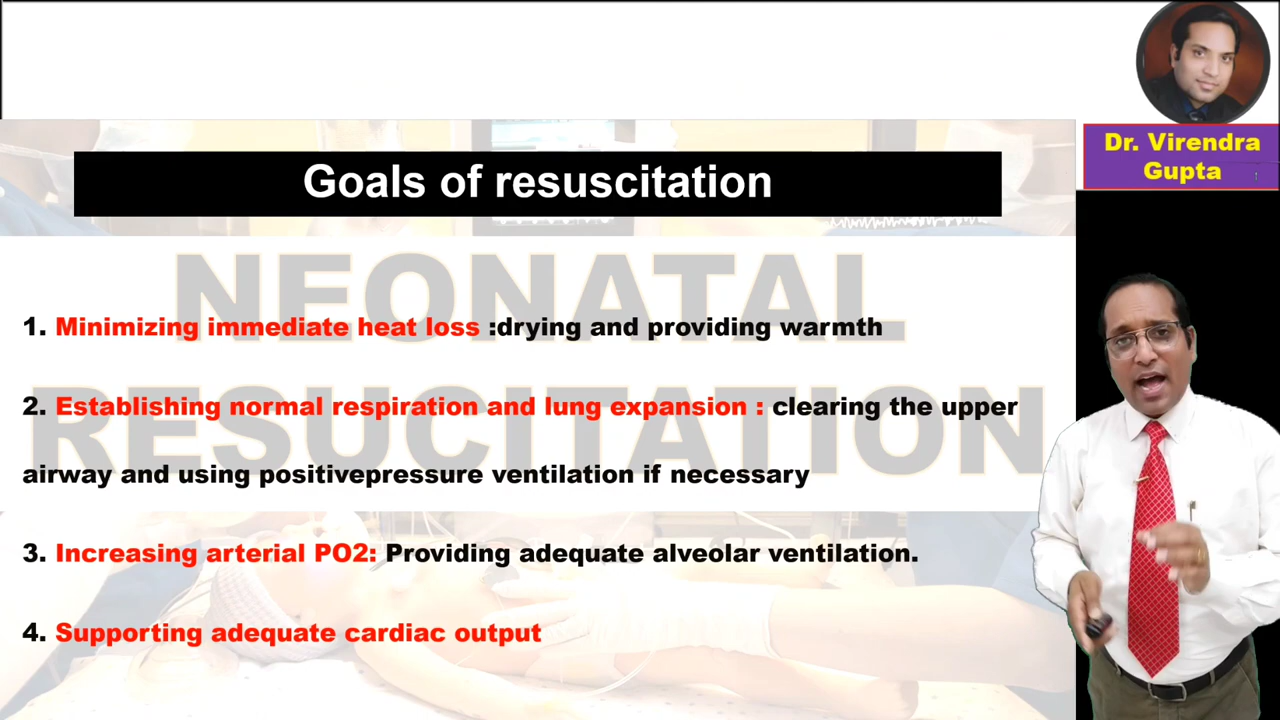 Dr. Virendra
Gupta
Goals of resuscitation
NEONATAL
RESUCITATION
1. Minimizing immediate heat loss :drying and providing warmth
2. Establishing normal respiration and lung expansion : clearing the upper
airway and using positivepressure ventilation if necessary
3. Increasing arterial PO2: Providing adequate alveolar ventilation.
4. Supporting adequate cardiac output